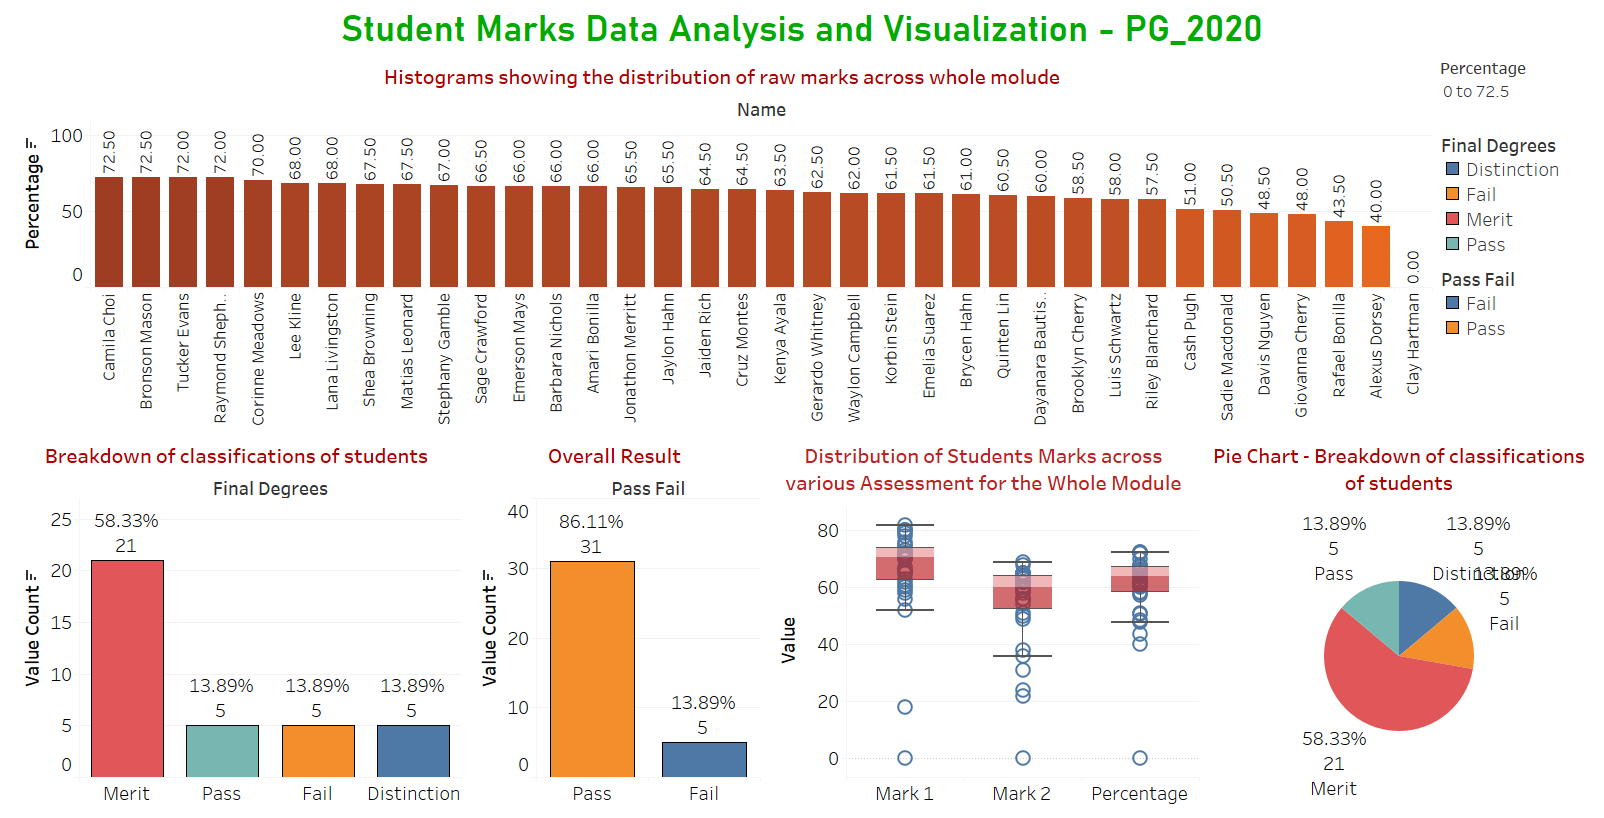 Student Marks Data Analysis and Visualization - PG_2020
Histograms showing the distribution of raw marks across whole molude
Name
Percentage
100
50
0
72.50
72.50
72.00
72.00
70.00
68.00
68.00
67.50
67.50
67.00
66.50
66.00
66.00
66.00
65.50
65.50
64.50
64.50
63.50
62.50
62.00
61.50
61.50
61.00
60.50
60.00
58.50
58.00
57.50
51.00
50.50
48.50
48.00
43.50
40.00
0.00
Camila Choi
Bronson Mason
Tucker Evans
Raymond Sheph..
Corinne Meadows
Lee Kline
Lana Livingston
Shea Browning
Matias Leonard
Stephany Gamble
Sage Crawford
Emerson Mays
Barbara Nichols
Amari Bonilla
Jonathon Merritt
Jaylon Hahn
Jaiden Rich
Cruz Montes
Kenya Ayala
Gerardo Whitney
Waylon Campbell
Korbin Stein
Emelia Suarez
Brycen Hahn
Quinten Lin
Dayanara Bautis..
Brooklyn Cherry
Luis Schwartz
Riley Blanchard
Cash Pugh
Sadie Macdonald
Davis Nguyen
Giovanna Cherry
Rafael Bonilla
Alexus Dorsey
Clay Hartman
Percentage
0 to 72.5
Final Degrees
Distinction
Fail
Merit
Pass
Pass Fail
Fail
Pass
Breakdown of classifications of students
Final Degrees
Value Count
25
20
15
10
5
0
58.33%
21
13.89%
5
13.89%
5
13.89%
5
Merit
Pass
Fail
Distinction
Overall Result
Pass Fail
Value Count
40
30
20
10
0
86.11%
31
13.89%
5
Pass
Fail
Distribution of Students Marks across
various Assessment for the Whole Module
Value
80
60
40
20
0
Mark 1
Mark 2
Percentage
Pie Chart - Breakdown of classifications
of students
13.89%
5
Pass
13.89%
5
Distinction
13.89%
5
Fail
58.33%
21
Merit